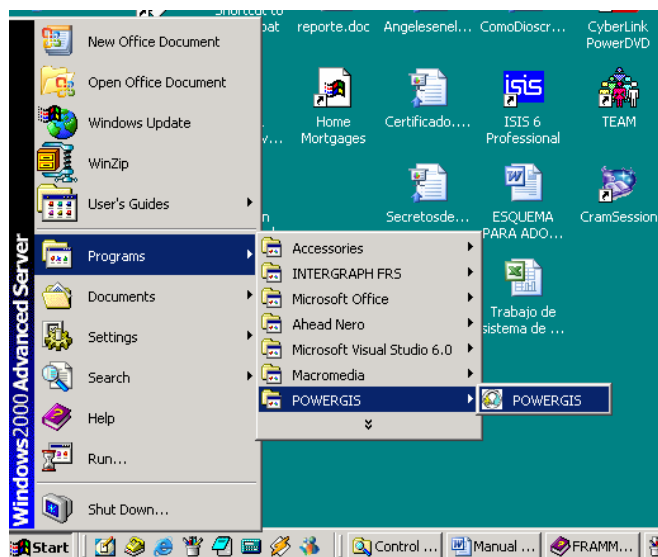 Shortcut to
reporte.doc
Angelesenel...
ComoDioscr...
CyberLink
PowerDVD
Home
Mortgages
Certificado....
ISIS 6
Professional
TEAM
isis
Secretosde...
ESQUEMA
PARA ADO...
CramSession
Trabajo de
sistema de ...
New Office Document
Open Office Document
Windows Update
WinZip
User's Guides
Programs
Documents
Settings
Search
Help
Run...
Shut Down...
Windows2000 Advanced Server
Accessories
INTERGRAPH FRS
Microsoft Office
Ahead Nero
Microsoft Visual Studio 6.0
Macromedia
POWERGIS
POWERGIS
Start
Control ...
Manual ...
FRAMM...